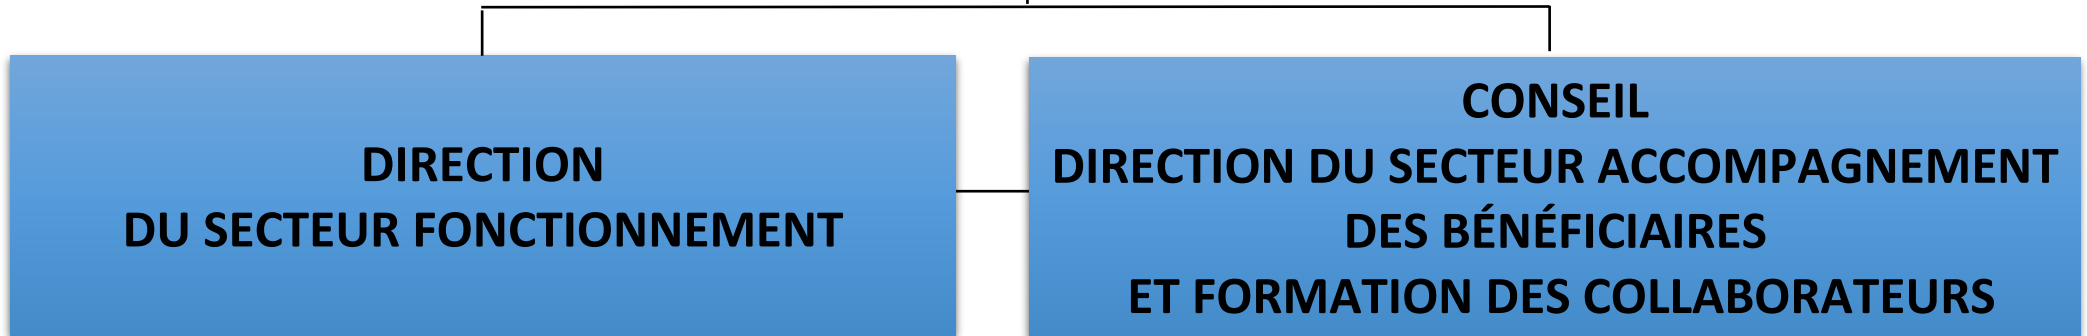 DIRECTION
DU SECTEUR FONCTIONNEMENT
CONSEIL
DIRECTION DU SECTEUR ACCOMPAGNEMENT
DES BÉNÉFICIAIRES
ET FORMATION DES COLLABORATEURS